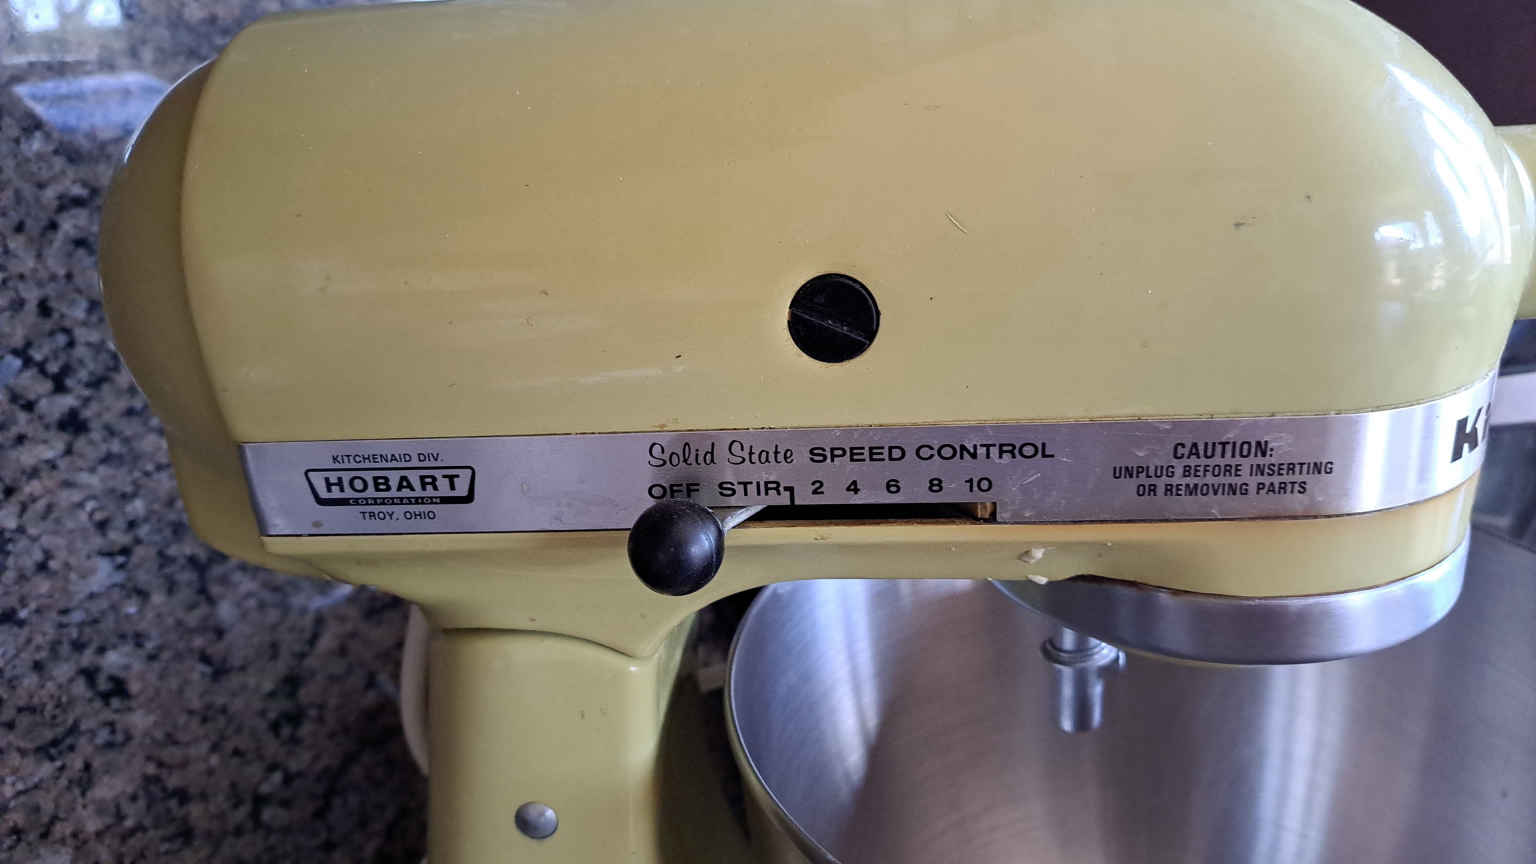 KITCHENAID DIV.
HOBART
CORPORATION
TROY, OHIO
Solid State SPEED CONTROL
OFF STIR 2 4 6 8 10
CAUTION:
UNPLUG BEFORE INSERTING
OR REMOVING PARTS
Ki